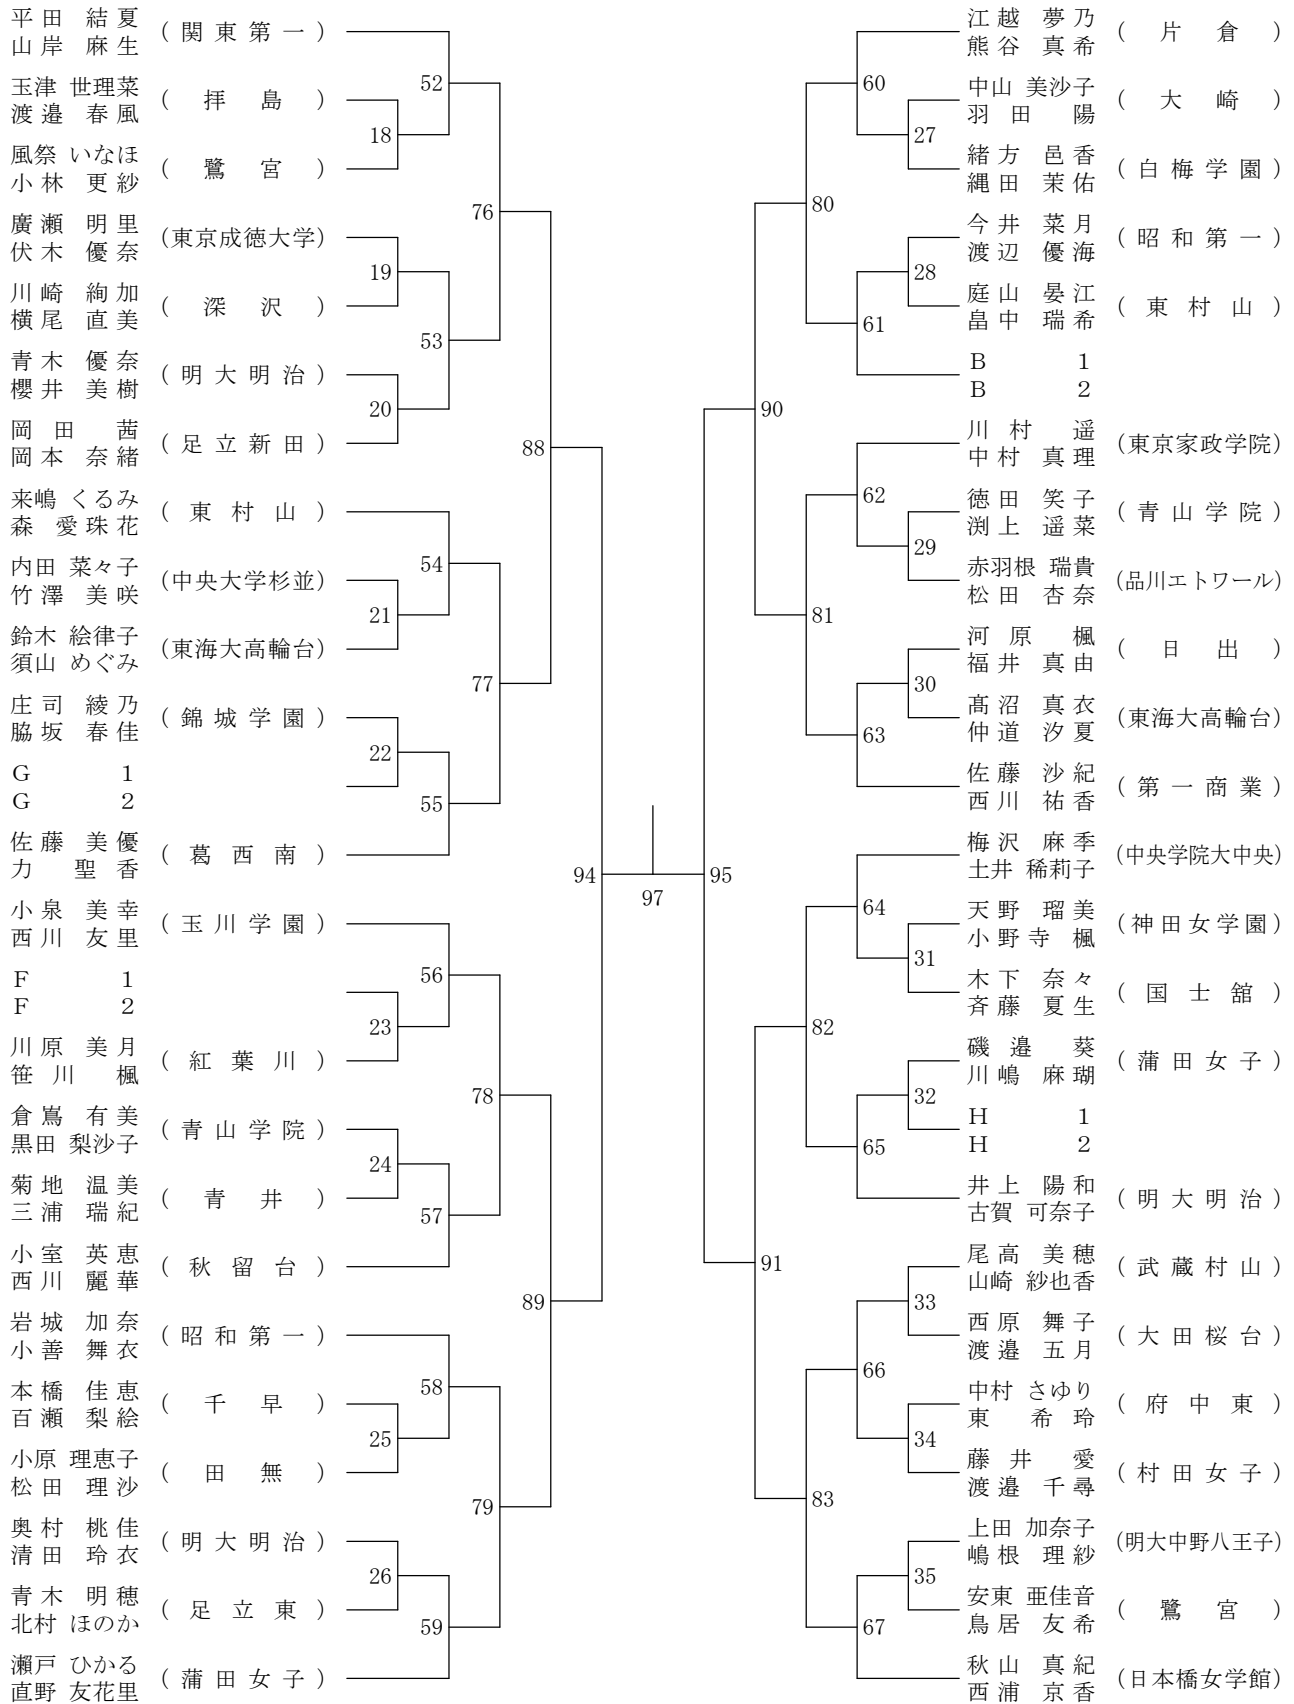 平田 結夏
山岸 麻生
(関東第一)
玉津 世理菜
渡邉 春風
(拝島)
風祭 いなほ
小林 更紗
(鷺宮)
廣瀬 明里
伏木 優奈
(東京成徳大学)
川崎 絢加
横尾 直美
(深沢)
青木 優奈
櫻井 美樹
(明大明治)
岡田 茜
岡本 奈緒
(足立新田)
来嶋 くるみ
森 愛珠花
(東村山)
内田 菜々子
竹澤 美咲
(中央大学杉並)
鈴木 絵律子
須山 めぐみ
(東海大高輪台)
庄司 綾乃
脇坂 春佳
(錦城学園)
G 1
G 2
佐藤 美優
力 聖香
(葛西南)
小泉 美幸
西川 友里
(玉川学園)
F 1
F 2
川原 美月
笹川 楓
(紅葉川)
倉嶌 有美
黒田 梨沙子
(青山学院)
菊地 温美
三浦 瑞紀
(青井)
小室 英恵
西川 麗華
(秋留台)
岩城 加奈
小善 舞衣
(昭和第一)
本橋 佳恵
百瀬 梨絵
(千早)
小原 理恵子
松田 理沙
(田無)
奥村 桃佳
清田 玲衣
(明大明治)
青木 明穂
北村 ほのか
(足立東)
瀬戸 ひかる
直野 友花里
(蒲田女子)
18
19
20
21
22
23
24
25
26
52
53
54
55
56
57
58
59
76
77
78
79
88
89
94
97
95
90
91
80
81
82
83
60
61
62
63
64
65
66
67
27
28
29
30
31
32
33
34
35
江越 夢乃
熊谷 真希
(片倉)
中山 美沙子
羽田 陽
(大崎)
緒方 邑香
縄田 茉佑
(白梅学園)
今井 菜月
渡辺 優海
(昭和第一)
庭山 晏江
畠中 瑞希
(東村山)
B 1
B 2
川村 遥
中村 真理
(東京家政学院)
徳田 笑子
渕上 遥菜
(青山学院)
赤羽根 瑞貴
松田 杏奈
(品川エトワール)
河原 楓
福井 真由
(日出)
髙沼 真衣
仲道 汐夏
(東海大高輪台)
佐藤 沙紀
西川 祐香
(第一商業)
梅沢 麻季
土井 稀莉子
(中央学院大中央)
天野 瑠美
小野寺 楓
(神田女学園)
木下 奈々
斉藤 夏生
(国士舘)
磯邉 葵
川嶋 麻瑚
(蒲田女子)
H 1
H 2
井上 陽和
古賀 可奈子
(明大明治)
尾高 美穂
山崎 紗也香
(武蔵村山)
西原 舞子
渡邉 五月
(大田桜台)
中村 さゆり
東 希玲
(府中東)
藤井 愛
渡邉 千尋
(村田女子)
上田 加奈子
嶋根 理紗
(明大中野八王子)
安東 亜佳音
鳥居 友希
(鷺宮)
秋山 真紀
西浦 京香
(日本橋女学館)